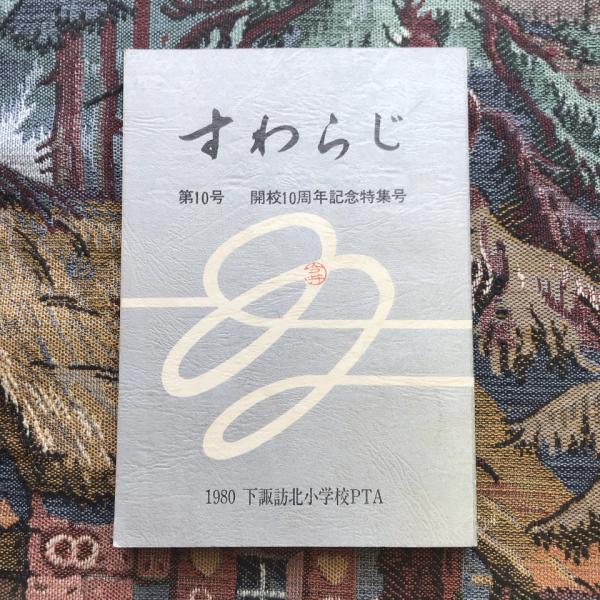 すわらじ
第10号 開校10周年記念特集号
1980 下諏訪北小学校PTA